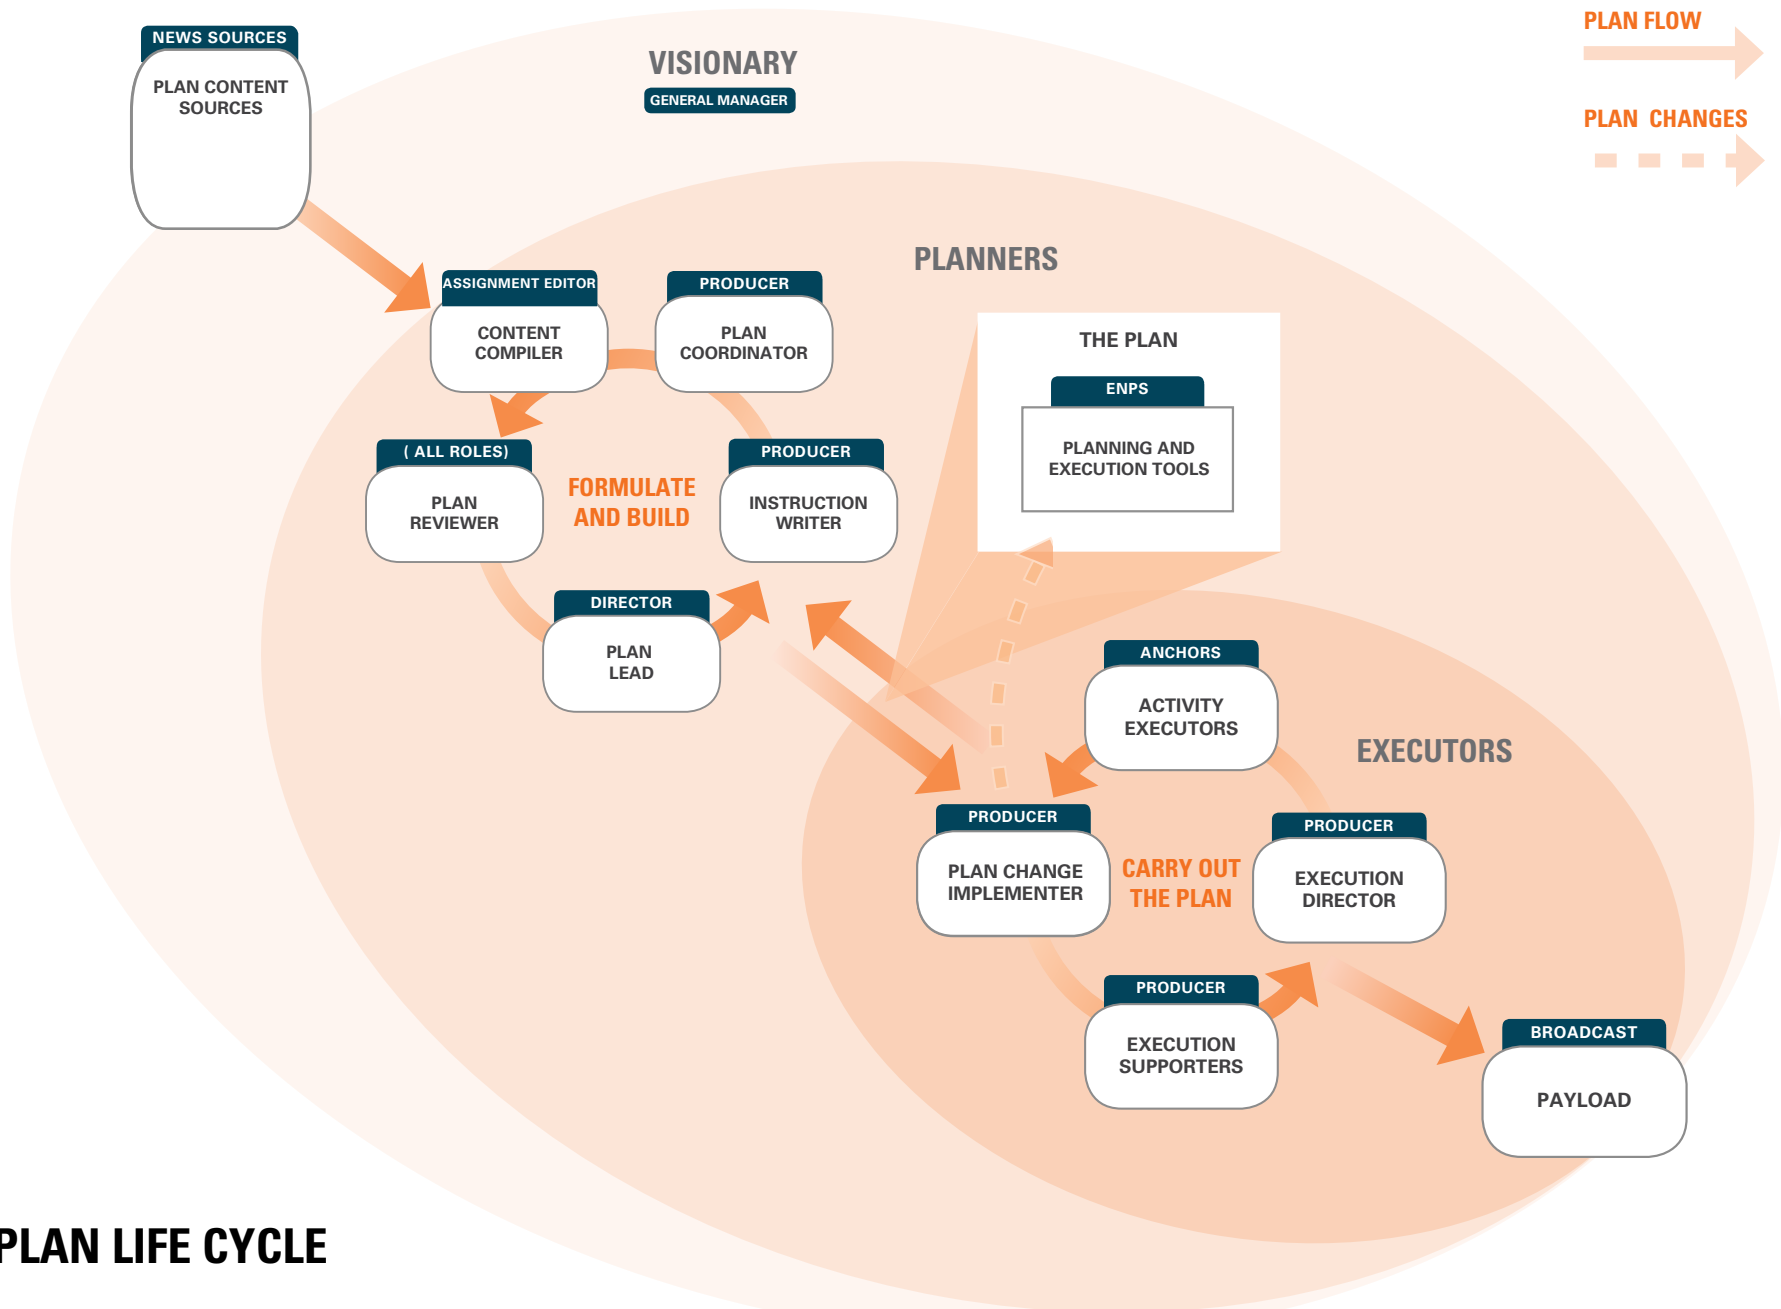 NEWS SOURCES
PLAN CONTENT
SOURCES
VISIONARY
GENERAL MANAGER
PLAN FLOW
PLAN CHANGES
PLANNERS
ASSIGNMENT EDITOR
CONTENT
COMPILER
PRODUCER
PLAN
COORDINATOR
THE PLAN
ENPS
PLANNING AND
EXECUTION TOOLS
( ALL ROLES)
PLAN
REVIEWER
FORMULATE
AND BUILD
PRODUCER
INSTRUCTION
WRITER
DIRECTOR
PLAN
LEAD
ANCHORS
ACTIVITY
EXECUTORS
EXECUTORS
PRODUCER
PLAN CHANGE
IMPLEMENTER
CARRY OUT
THE PLAN
PRODUCER
EXECUTION
DIRECTOR
PRODUCER
EXECUTION
SUPPORTERS
BROADCAST
PAYLOAD
PLAN LIFE CYCLE